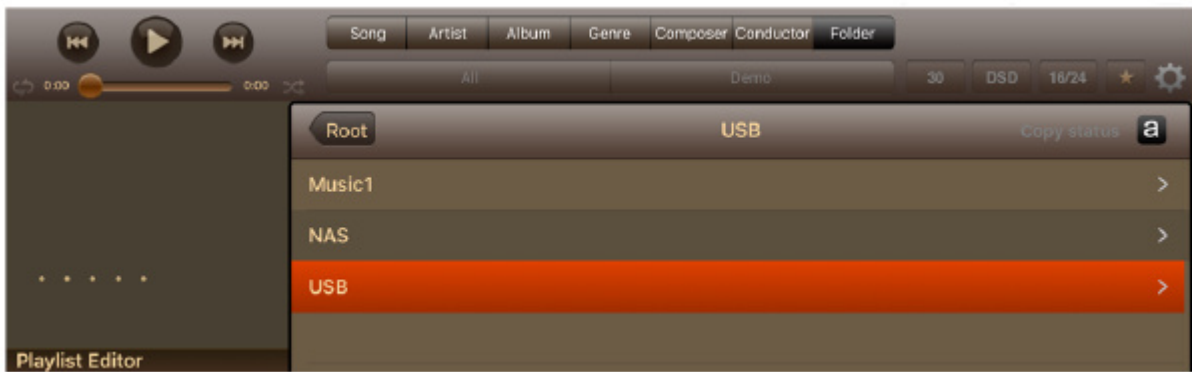 Song Artist Album Genre Composer Conductor Folder
0:00 0:00
All Demo 30 DSD 16/24
Root USB Copy status a
Music1
NAS
USB
Playlist Editor